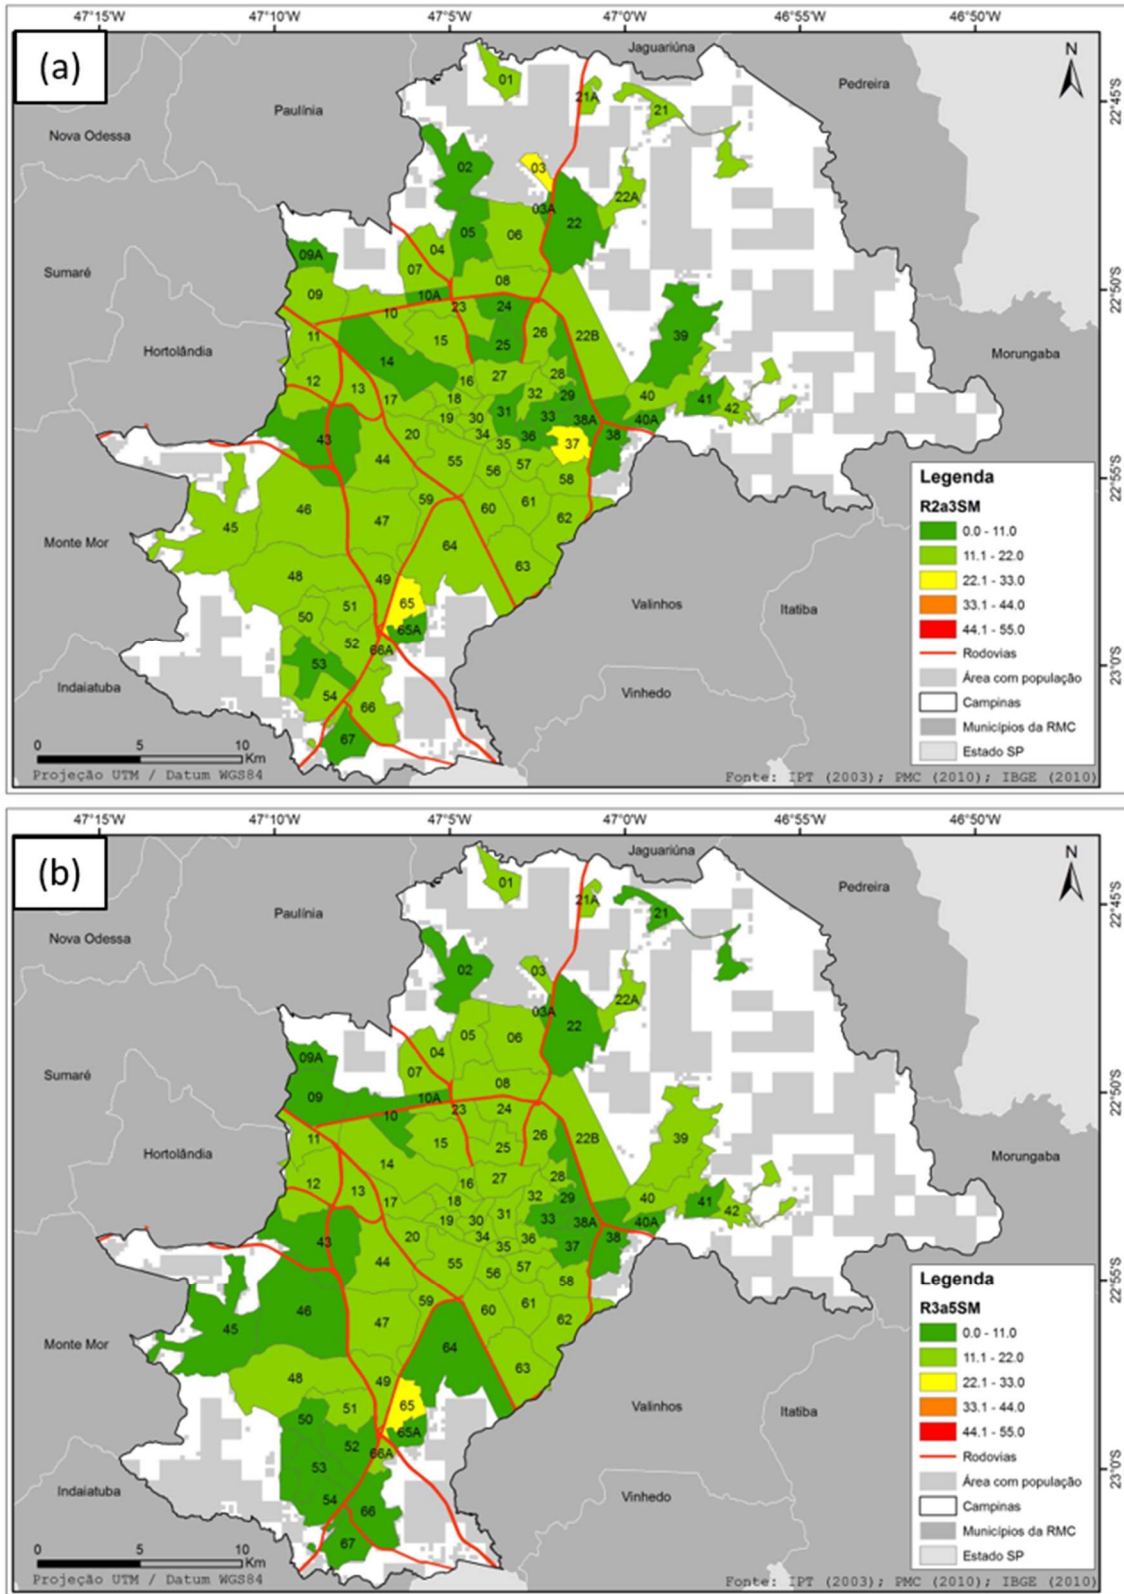 47°15'W 47°10'W 47°5'W 47°0'W 46°55'W 46°50'W
(a)
Jaguariúna
N
Pedreira
01
21A
21
22°45'S
Paulínia
Nova Odessa
02
03
22A
03A
22
05
06
04
09A
07
Sumaré
08
22°50'S
09
10A
23
24
10
26
22B
39
11
15
25
Hortolândia
14
Morungaba
27
28
12
13
16
17
18
32
29
40
41
42
31
19
30
33
38A
40A
43
20
34
36
38
35
37
44
55
56
57
58
22°55'S
59
46
60
61
45
47
62
Monte Mor
64
63
48
49
65
51
Valinhos
Itatiba
50
65A
52
66A
53
23°0'S
Indaiatuba
54
66
Vinhedo
67
Legenda
R2a3SM
0.0 - 11.0
11.1 - 22.0
22.1 - 33.0
33.1 - 44.0
44.1 - 55.0
Rodovias
Área com população
Campinas
Municípios da RMC
Estado SP
0 5 10
Km
Projeção UTM / Datum WGS84
Fonte: IPT (2003); PMC (2010); IBGE (2010)
47°15'W 47°10'W 47°5'W 47°0'W 46°55'W 46°50'W
(b)
Jaguariúna
N
Pedreira
01
21A
21
22°45'S
Paulínia
Nova Odessa
02
03
22A
03A
22
05
06
04
09A
07
Sumaré
08
22°50'S
09
10A
23
24
10
26
22B
39
11
15
25
Hortolândia
14
Morungaba
27
28
12
13
16
17
18
32
29
40
41
42
31
19
30
33
38A
40A
43
20
34
36
38
35
37
44
55
56
57
58
22°55'S
59
46
60
61
45
47
62
Monte Mor
64
63
48
49
65
51
Valinhos
Itatiba
50
65A
52
66A
53
23°0'S
Indaiatuba
54
66
Vinhedo
67
Legenda
R3a5SM
0.0 - 11.0
11.1 - 22.0
22.1 - 33.0
33.1 - 44.0
44.1 - 55.0
Rodovias
Área com população
Campinas
Municípios da RMC
Estado SP
0 5 10
Km
Projeção UTM / Datum WGS84
Fonte: IPT (2003); PMC (2010); IBGE (2010)